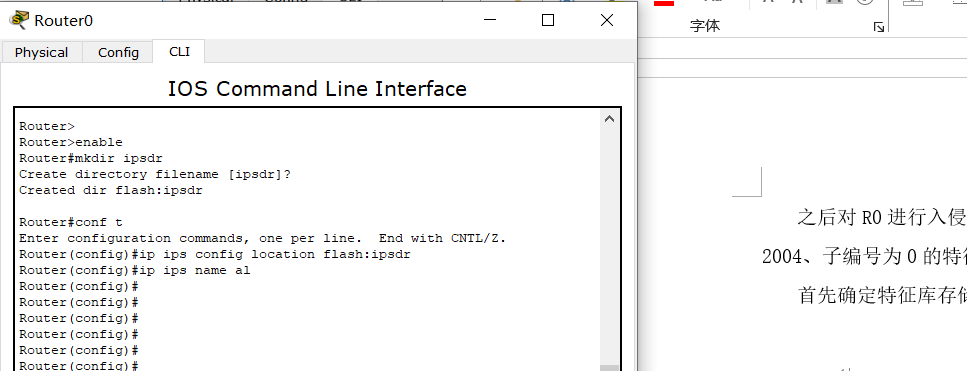 Router0
Physical Config CLI
IOS Command Line Interface
Router>
Router>enable
Router#mkdir ipsdr
Create directory filename [ipsdr]?
Created dir flash:ipsdr
Router#conf t
Enter configuration commands, one per line.  End with CNTL/Z.
Router(config)#ip ips config location flash:ipsdr
Router(config)#ip ips name al
Router(config)#
Router(config)#
Router(config)#
Router(config)#
Router(config)#
Router(config)#
字体
之后对 R0 进行入侵
2004、子编号为 0 的特征
首先确定特征库存储